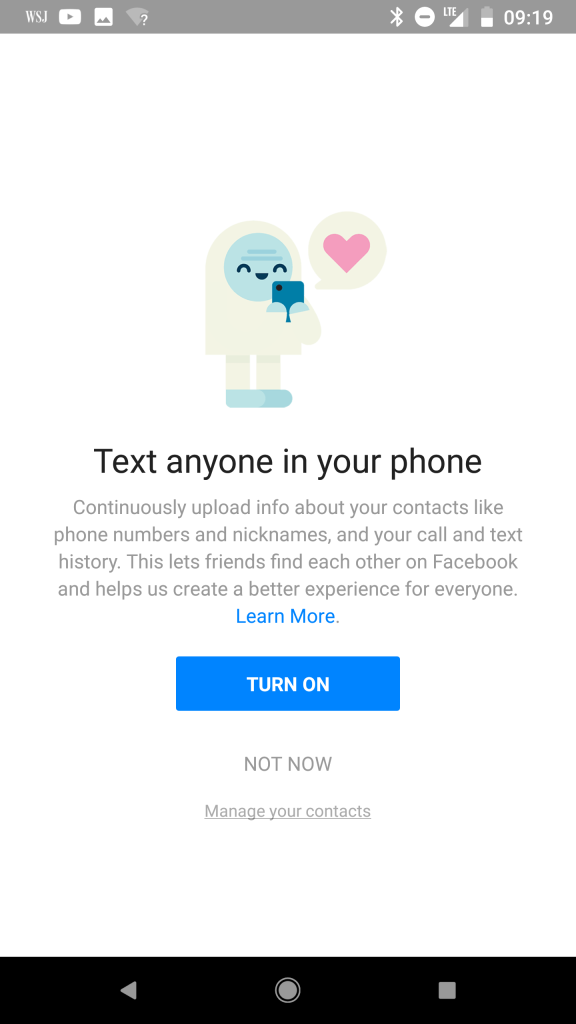 WSJ ? LTE 09:19
Text anyone in your phone
Continuously upload info about your contacts like
phone numbers and nicknames, and your call and text
history. This lets friends find each other on Facebook
and helps us create a better experience for everyone.
Learn More.
TURN ON
NOT NOW
Manage your contacts